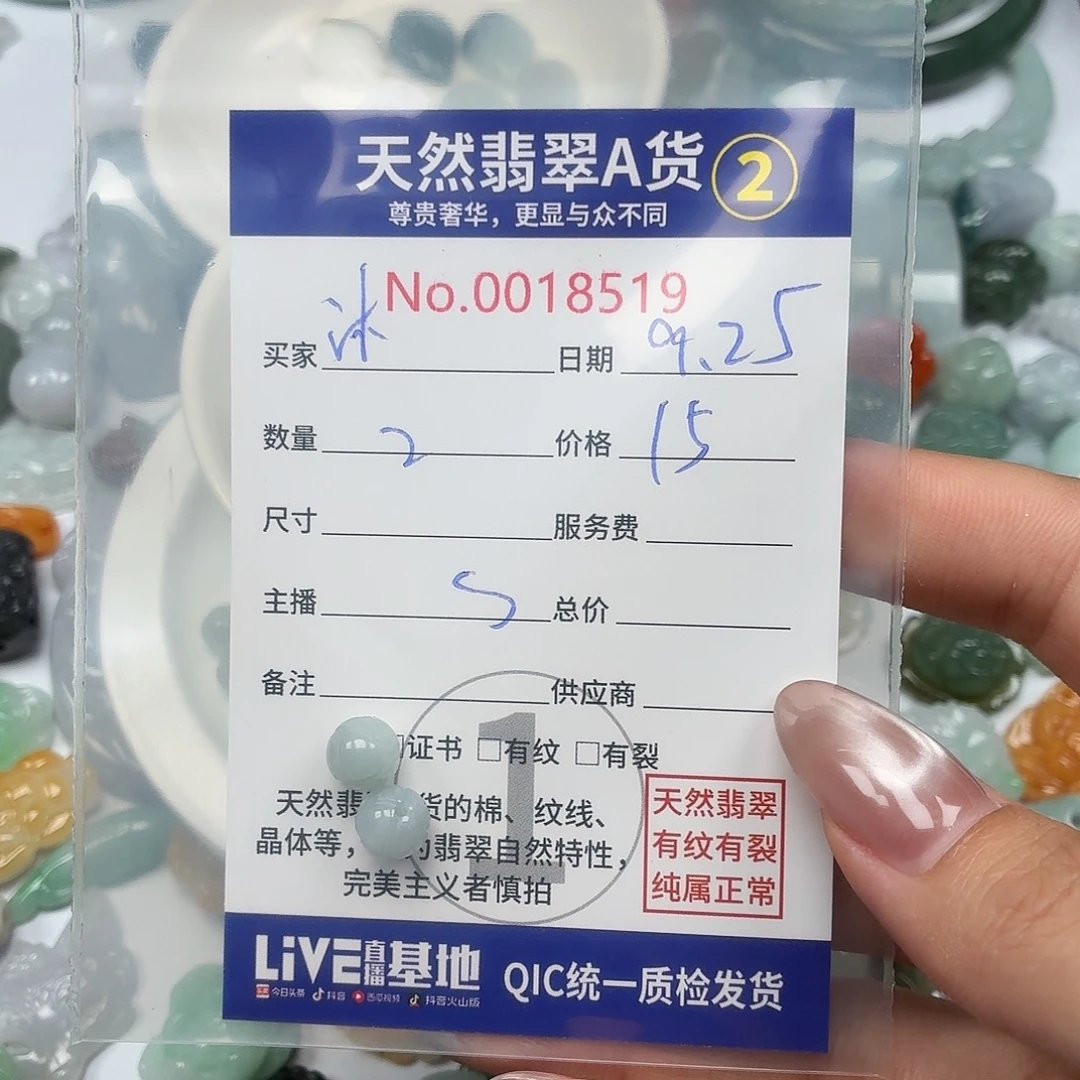 天然翡翠A货 2
尊贵奢华，更显与众不同
No.0018519
买家 冰 日期 09.25
数量 2 价格 15
尺寸 服务费
主播 S 总价
备注 供应商
1
证书 □有纹 □有裂
天然翡 货的棉、纹线、
晶体等， 的翡翠自然特性，
完美主义者慎拍
天然翡翠
有纹有裂
纯属正常
LiVE直播基地
今日头条 抖音 西瓜视频 抖音火山版
QIC统一质检发货